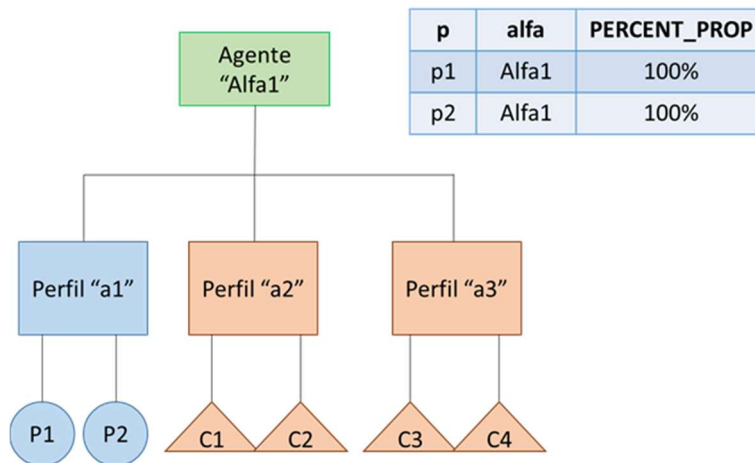 Agente
“Alfa1”
p alfa PERCENT_PROP
p1 Alfa1 100%
p2 Alfa1 100%
Perfil “a1”
Perfil “a2”
Perfil “a3”
P1
P2
C1
C2
C3
C4